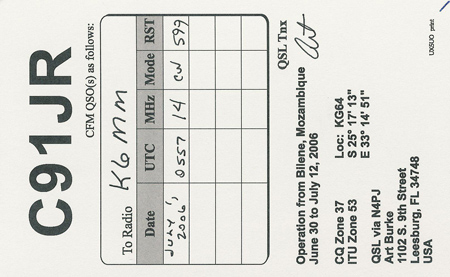 C91JR
CFM QSO(s) as follows:
To Radio K6MM
Date UTC MHz Mode RST
July 1, 2006 0557 14 CW 599
QSL Tnx
Art
Operation from Bilene, Mozambique
June 30 to July 12, 2006
CQ Zone 37 Loc: KG64
ITU Zone 53 S 25° 17' 13"
E 33° 14' 51"
QSL via N4PJ
Art Burke
1102 S. 9th Street
Leesburg, FL 34748
USA
UX5UO print